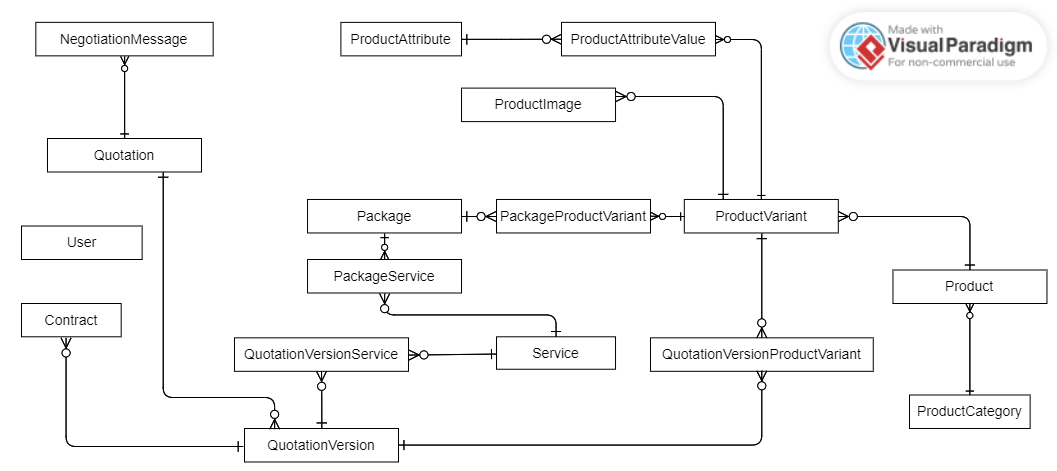 NegotiationMessage
ProductAttribute
ProductAttributeValue
Made with
Visual Paradigm
For non-commercial use
ProductImage
Quotation
Package
PackageProductVariant
ProductVariant
User
PackageService
Product
Contract
QuotationVersionService
Service
QuotationVersionProductVariant
ProductCategory
QuotationVersion